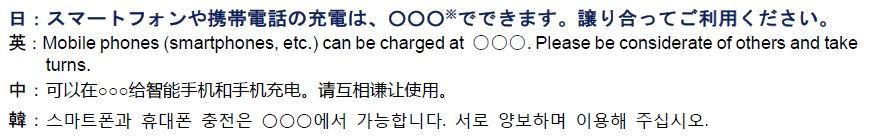 日：スマートフォンや携帯電話の充電は、〇〇〇※でできます。譲り合ってご利用ください。
英：Mobile phones (smartphones, etc.) can be charged at 〇〇〇. Please be considerate of others and take
turns.
中：可以在○○○给智能手机和手机充电。请互相谦让使用。
韓：스마트폰과 휴대폰 충전은 〇〇〇에서 가능합니다. 서로 양보하며 이용해 주십시오.